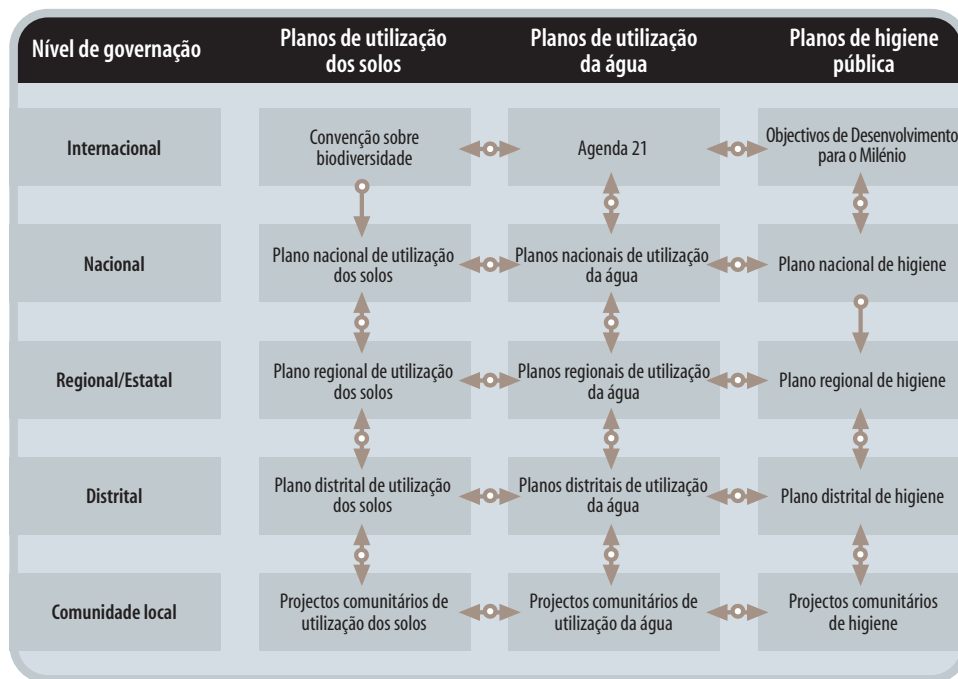 Nível de governação
Planos de utilização
dos solos
Planos de utilização
da água
Planos de higiene
pública
Internacional
Convenção sobre
biodiversidade
Agenda 21
Objectivos de Desenvolvimento
para o Milénio
Nacional
Plano nacional de utilização
dos solos
Planos nacionais de utilização
da água
Plano nacional de higiene
Regional/Estatal
Plano regional de utilização
dos solos
Planos regionais de utilização
da água
Plano regional de higiene
Distrital
Plano distrital de utilização
dos solos
Planos distritais de utilização
da água
Plano distrital de higiene
Comunidade local
Projectos comunitários de
utilização dos solos
Projectos comunitários de
utilização da água
Projectos comunitários
de higiene